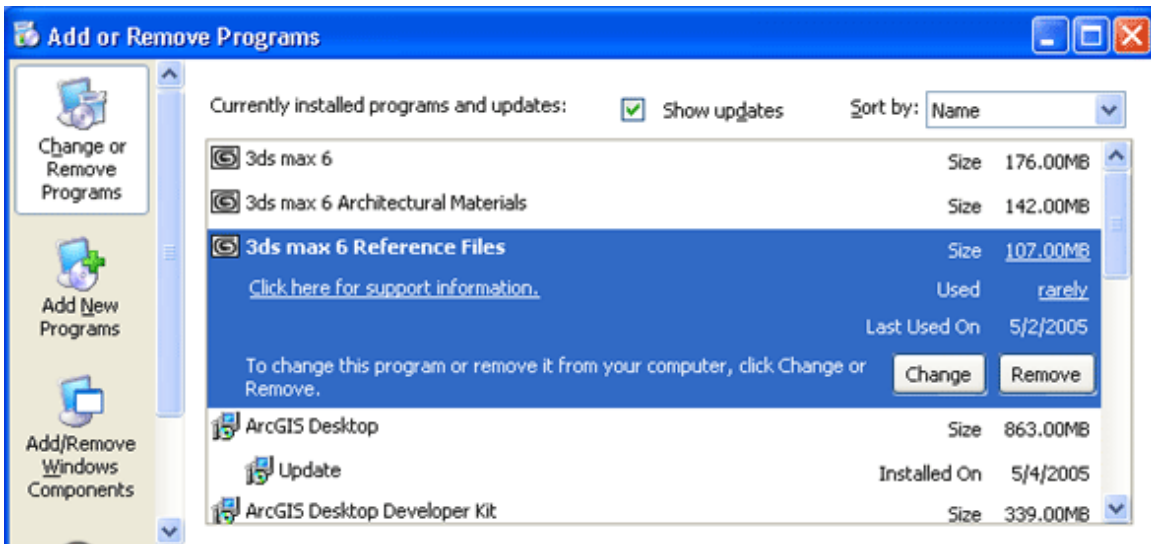 Add or Remove Programs
Change or
Remove
Programs
Add New
Programs
Add/Remove
Windows
Components
Currently installed programs and updates: Show updates Sort by: Name
3ds max 6 Size 176.00MB
3ds max 6 Architectural Materials Size 142.00MB
3ds max 6 Reference Files Size 107.00MB
Click here for support information. Used rarely
Last Used On 5/2/2005
To change this program or remove it from your computer, click Change or
Remove. Change Remove
ArcGIS Desktop Size 863.00MB
Update Installed On 5/4/2005
ArcGIS Desktop Developer Kit Size 339.00MB